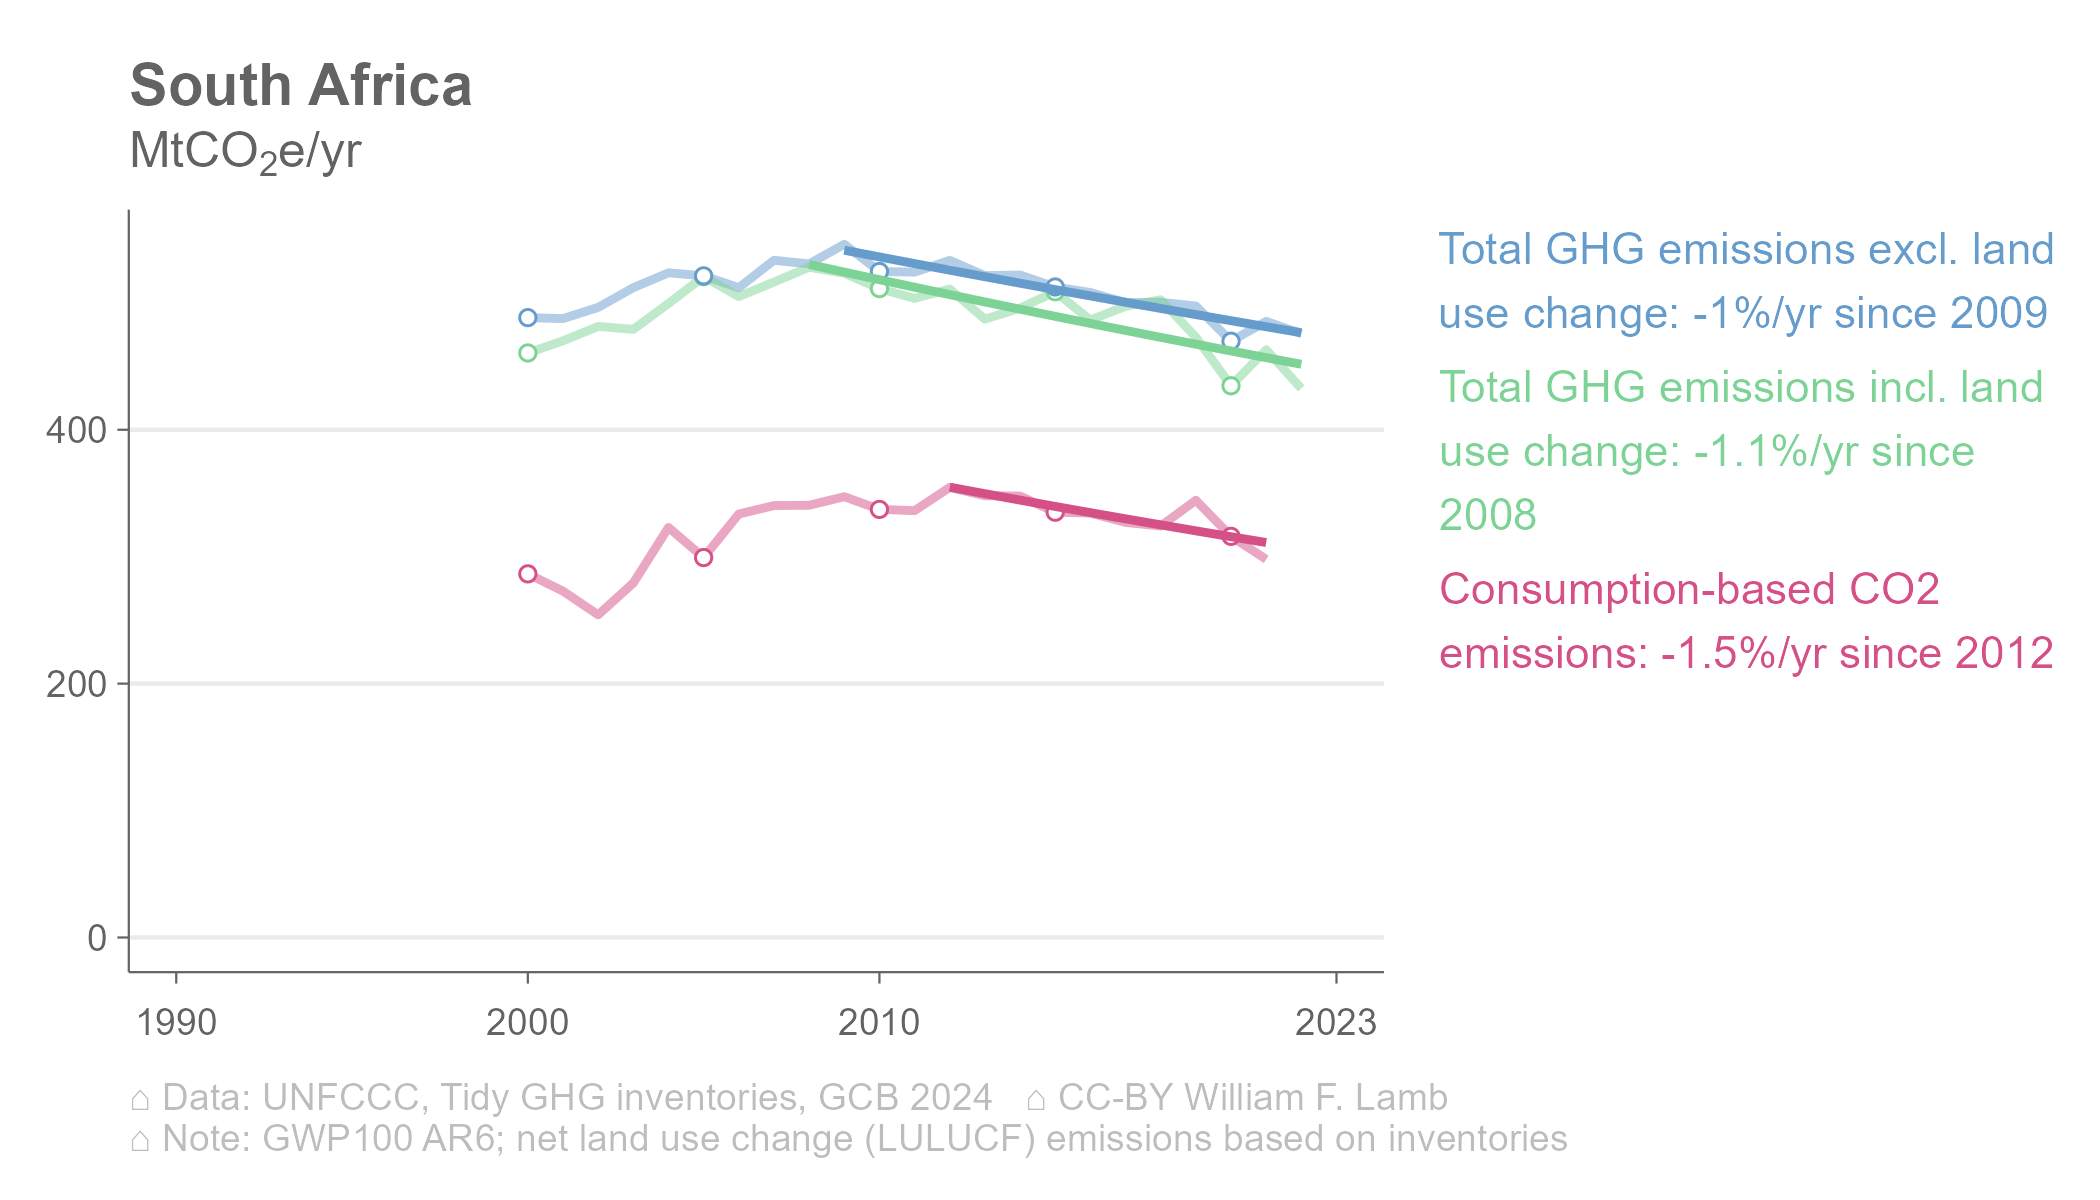 South Africa
MtCO₂e/yr
Total GHG emissions excl. land
use change: -1%/yr since 2009
Total GHG emissions incl. land
use change: -1.1%/yr since
2008
Consumption-based CO2
emissions: -1.5%/yr since 2012
400
200
0
1990 2000 2010 2023
⌂ Data: UNFCCC, Tidy GHG inventories, GCB 2024 ⌂ CC-BY William F. Lamb
⌂ Note: GWP100 AR6; net land use change (LULUCF) emissions based on inventories